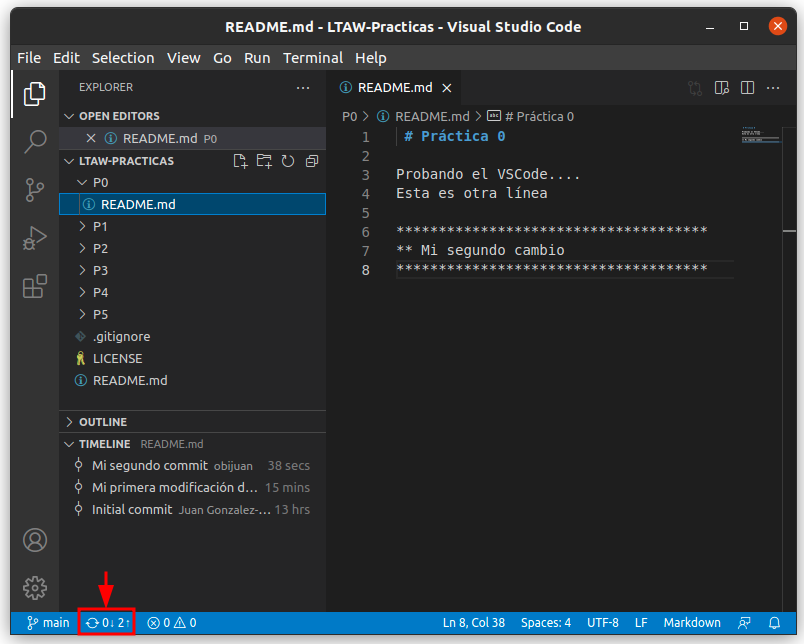 README.md - LTAW-Practicas - Visual Studio Code
File Edit Selection View Go Run Terminal Help
EXPLORER
README.md
OPEN EDITORS
README.md P0
LTAW-PRACTICAS
P0
README.md
P1
P2
P3
P4
P5
.gitignore
LICENSE
README.md
OUTLINE
TIMELINE README.md
Mi segundo commit obijuan 38 secs
Mi primera modificación d... 15 mins
Initial commit Juan Gonzalez-... 13 hrs
P0 > README.md > abc # Práctica 0
1 # Práctica 0
2
3 Probando el VSCode....
4 Esta es otra línea
5
6 **************************************
7 ** Mi segundo cambio
8 **************************************
main 0↓ 2↑ 0 0 Ln 8, Col 38 Spaces: 4 UTF-8 LF Markdown